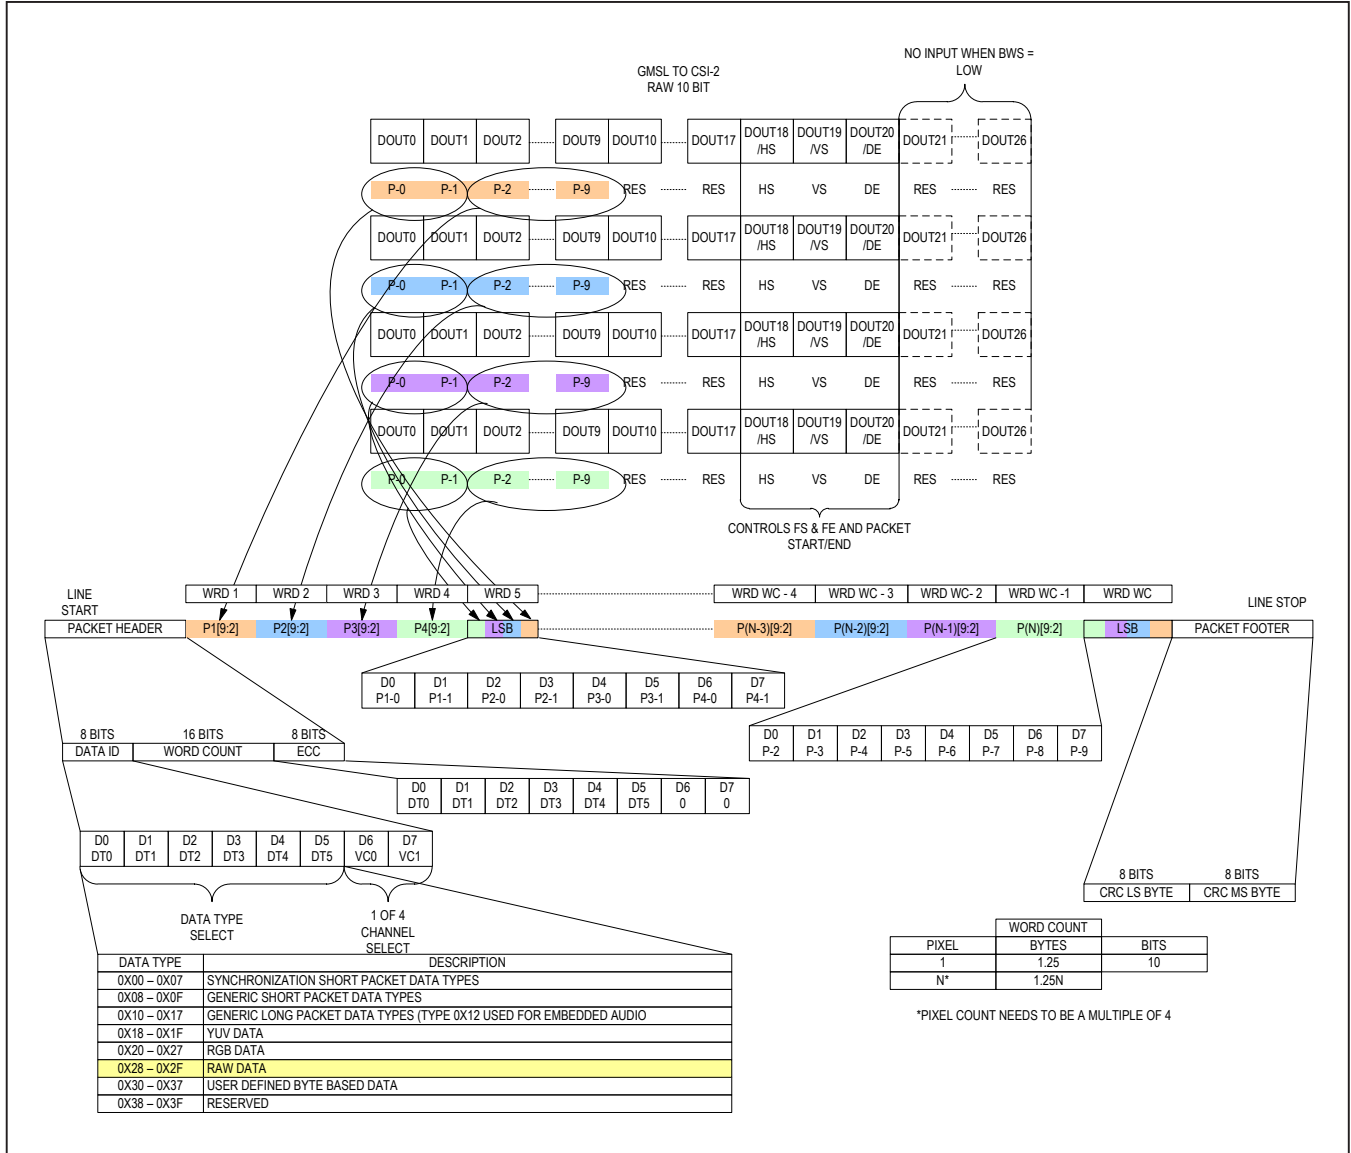 NO INPUT WHEN BWS =
LOW
GMSL TO CSI-2
RAW 10 BIT
DOUT0 DOUT1 DOUT2 DOUT9 DOUT10 DOUT17 DOUT18 /HS DOUT19 /VS DOUT20 /DE DOUT21 DOUT26
P-0 P-1 P-2 P-9 RES RES HS VS DE RES RES
DOUT0 DOUT1 DOUT2 DOUT9 DOUT10 DOUT17 DOUT18 /HS DOUT19 /VS DOUT20 /DE DOUT21 DOUT26
P-0 P-1 P-2 P-9 RES RES HS VS DE RES RES
DOUT0 DOUT1 DOUT2 DOUT9 DOUT10 DOUT17 DOUT18 /HS DOUT19 /VS DOUT20 /DE DOUT21 DOUT26
P-0 P-1 P-2 P-9 RES RES HS VS DE RES RES
DOUT0 DOUT1 DOUT2 DOUT9 DOUT10 DOUT17 DOUT18 /HS DOUT19 /VS DOUT20 /DE DOUT21 DOUT26
P-0 P-1 P-2 P-9 RES RES HS VS DE RES RES
CONTROLS FS & FE AND PACKET
START/END
LINE
START
WRD 1 WRD 2 WRD 3 WRD 4 WRD 5 WRD WC - 4 WRD WC - 3 WRD WC- 2 WRD WC -1 WRD WC
LINE STOP
PACKET HEADER P1[9:2] P2[9:2] P3[9:2] P4[9:2] LSB P(N-3)[9:2] P(N-2)[9:2] P(N-1)[9:2] P(N)[9:2] LSB PACKET FOOTER
D0 D1 D2 D3 D4 D5 D6 D7
P1-0 P1-1 P2-0 P2-1 P3-0 P3-1 P4-0 P4-1
D0 D1 D2 D3 D4 D5 D6 D7
P-2 P-3 P-4 P-5 P-6 P-7 P-8 P-9
8 BITS 16 BITS 8 BITS
DATA ID WORD COUNT ECC
D0 D1 D2 D3 D4 D5 D6 D7
DT0 DT1 DT2 DT3 DT4 DT5 0 0
D0 D1 D2 D3 D4 D5 D6 D7
DT0 DT1 DT2 DT3 DT4 DT5 VC0 VC1
8 BITS 8 BITS
CRC LS BYTE CRC MS BYTE
DATA TYPE
SELECT
1 OF 4
CHANNEL
SELECT
WORD COUNT
PIXEL BYTES BITS
1 1.25 10
N* 1.25N
*PIXEL COUNT NEEDS TO BE A MULTIPLE OF 4
DATA TYPE DESCRIPTION
0X00 – 0X07 SYNCHRONIZATION SHORT PACKET DATA TYPES
0X08 – 0X0F GENERIC SHORT PACKET DATA TYPES
0X10 – 0X17 GENERIC LONG PACKET DATA TYPES (TYPE 0X12 USED FOR EMBEDDED AUDIO
0X18 – 0X1F YUV DATA
0X20 – 0X27 RGB DATA
0X28 – 0X2F RAW DATA
0X30 – 0X37 USER DEFINED BYTE BASED DATA
0X38 – 0X3F RESERVED